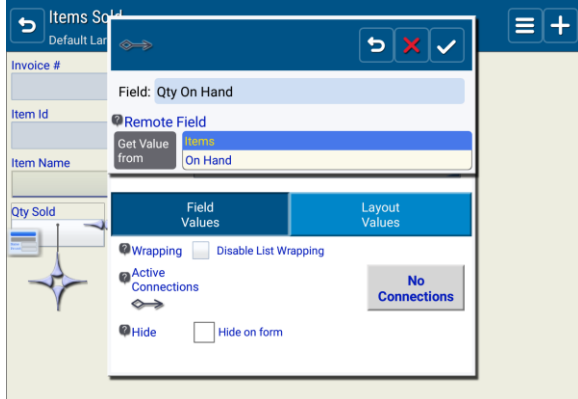 Items Sold
Default Lar
Invoice #
Item Id
Item Name
Qty Sold
Field: Qty On Hand
Remote Field
Get Value
from
Items
On Hand
Field
Values
Layout
Values
Wrapping
Disable List Wrapping
Active
Connections
No
Connections
Hide
Hide on form